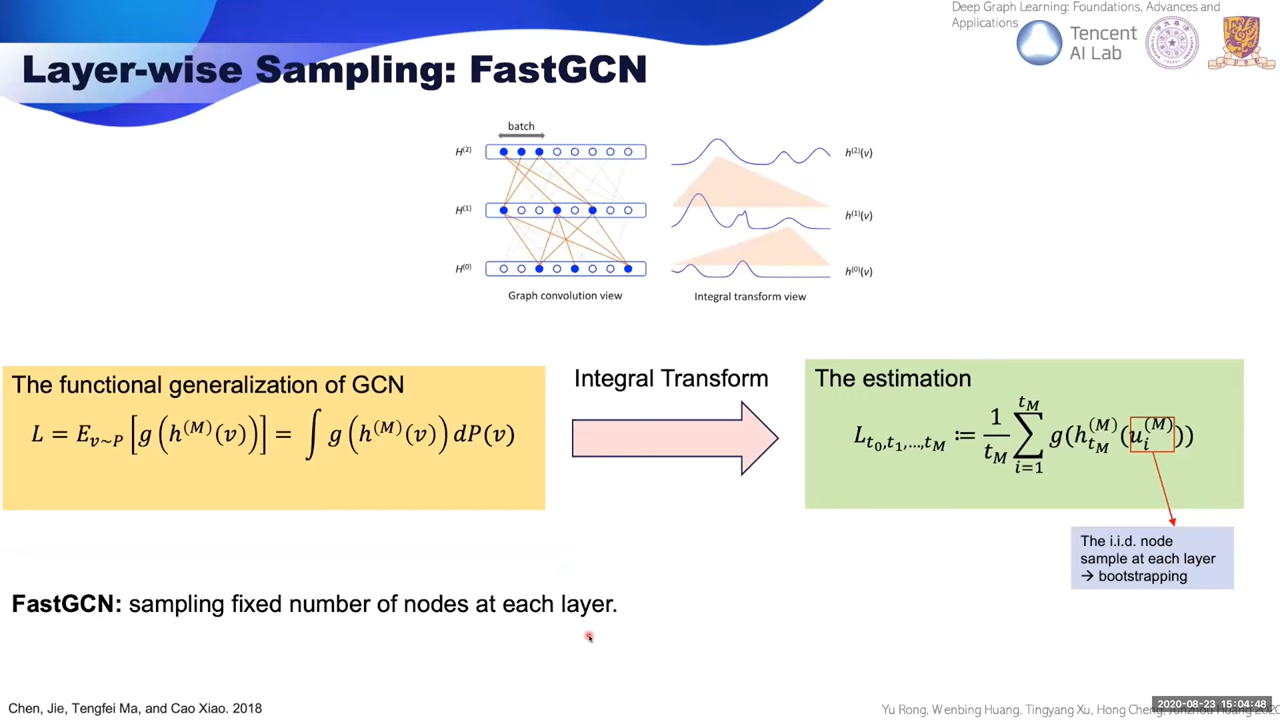 Deep Graph Learning: Foundations, Advances and
Applications
Tencent
AI Lab
Layer-wise Sampling: FastGCN
batch
H(2)
h(2)(v)
H(1)
h(1)(v)
H(0)
h(0)(v)
Graph convolution view
Integral transform view
The functional generalization of GCN
L = E_{v~P} [g (h^{(M)}(v))] = ∫ g (h^{(M)}(v)) dP(v)
Integral Transform
The estimation
L_{t_0,t_1,…,t_M} ≔ \frac{1}{t_M} \sum_{i=1}^{t_M} g(h_{t_M}^{(M)}(u_i^{(M)}))
The i.i.d. node
sample at each layer
→ bootstrapping
FastGCN: sampling fixed number of nodes at each layer.
Chen, Jie, Tengfei Ma, and Cao Xiao. 2018
2020-08-23 15:04:48
Yu Rong, Wenbing Huang, Tingyang Xu, Hong Cheng, Junzhou Huang 2020